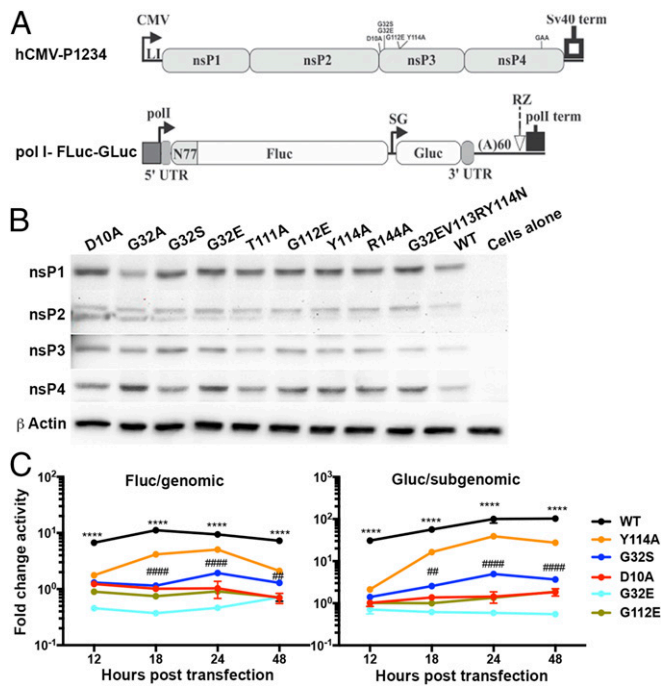 A
CMV
hCMV-P1234
LI
nsP1
nsP2
D10A
G32S
G32E
G112E
Y114A
nsP3
GAA
nsP4
Sv40 term
pol I- FLuc-GLuc
polI
N77
Fluc
SG
Gluc
(A)60
RZ
polI term
5' UTR
3' UTR
B
D10A
G32A
G32S
G32E
T111A
G112E
Y114A
R144A
G32EV113RY114N
WT
Cells alone
nsP1
nsP2
nsP3
nsP4
β Actin
C
Fluc/genomic
Fold change activity
10²
10¹
10⁰
10⁻¹
**** **** **** ****
#### #### ##
12 18 24 48
Hours post transfection
Gluc/subgenomic
10³
10²
10¹
10⁰
10⁻¹
**** **** **** ****
## #### ####
12 18 24 48
Hours post transfection
WT
Y114A
G32S
D10A
G32E
G112E